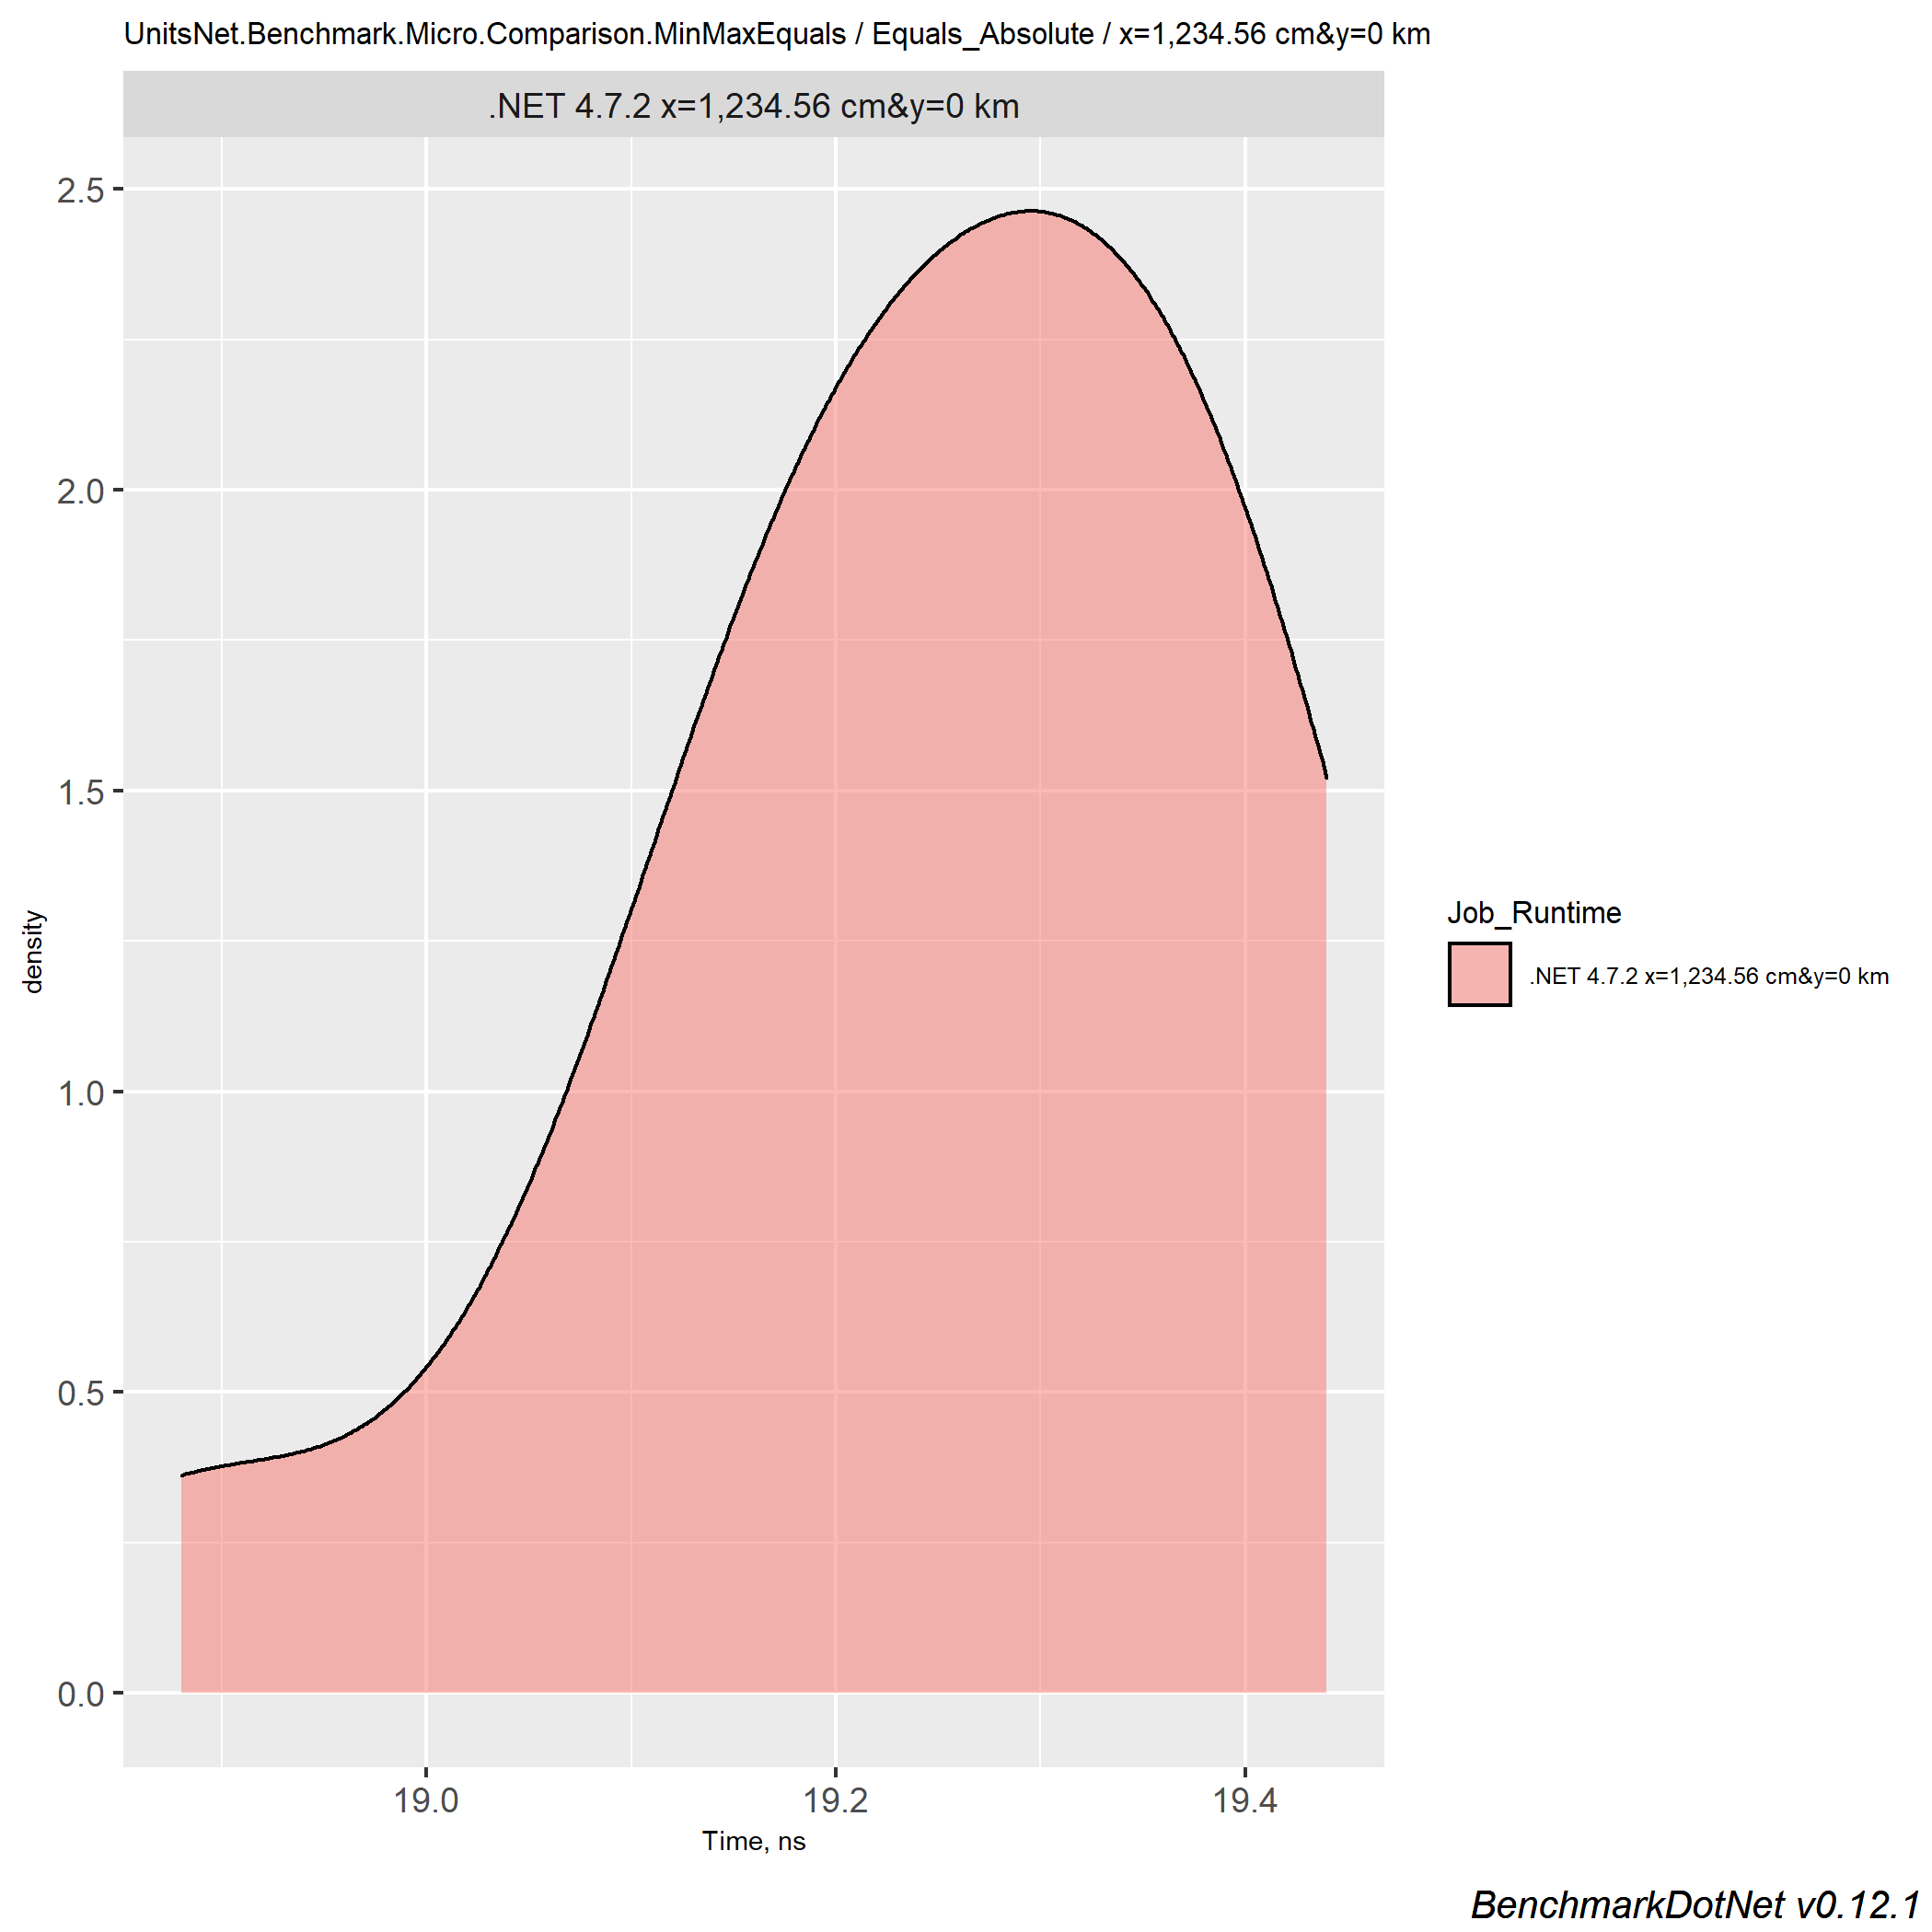 UnitsNet.Benchmark.Micro.Comparison.MinMaxEquals / Equals_Absolute / x=1,234.56 cm&y=0 km
.NET 4.7.2 x=1,234.56 cm&y=0 km
2.5
2.0
1.5
1.0
0.5
0.0
density
19.0
19.2
19.4
Time, ns
Job_Runtime
.NET 4.7.2 x=1,234.56 cm&y=0 km
BenchmarkDotNet v0.12.1